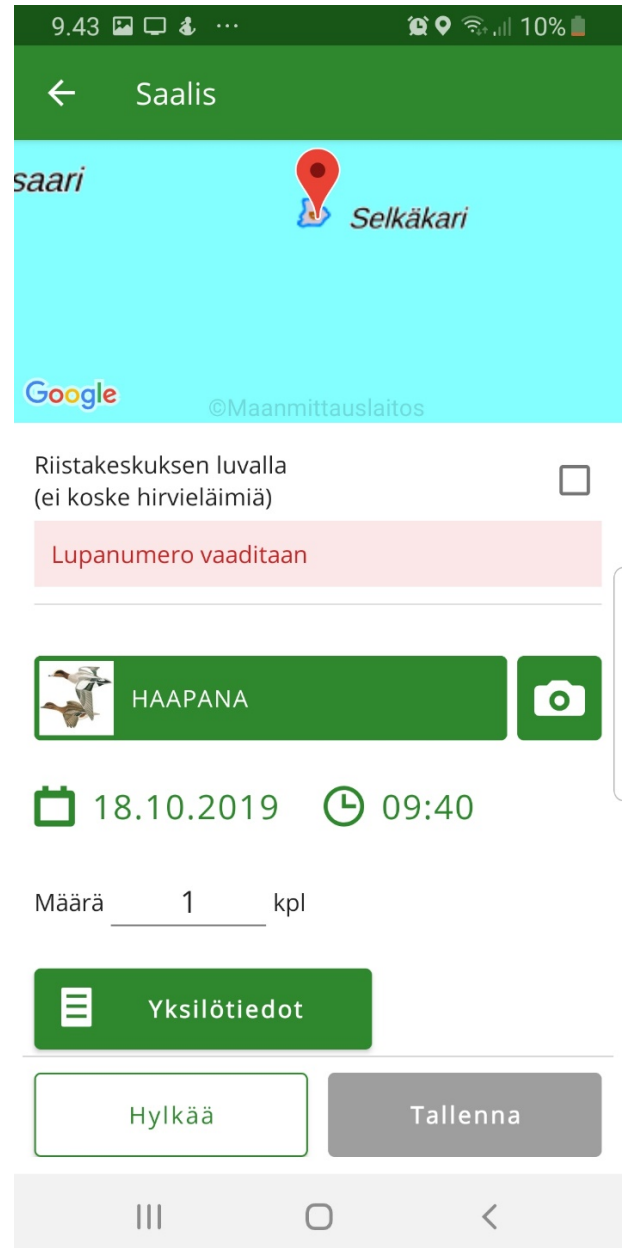 9.43 ··· 10%
Saalis
saari
Selkäkari
Google
©Maanmittauslaitos
Riistakeskuksen luvalla
(ei koske hirvieläimiä)
Lupanumero vaaditaan
HAAPANA
18.10.2019 09:40
Määrä 1 kpl
Yksilötiedot
Hylkää Tallenna